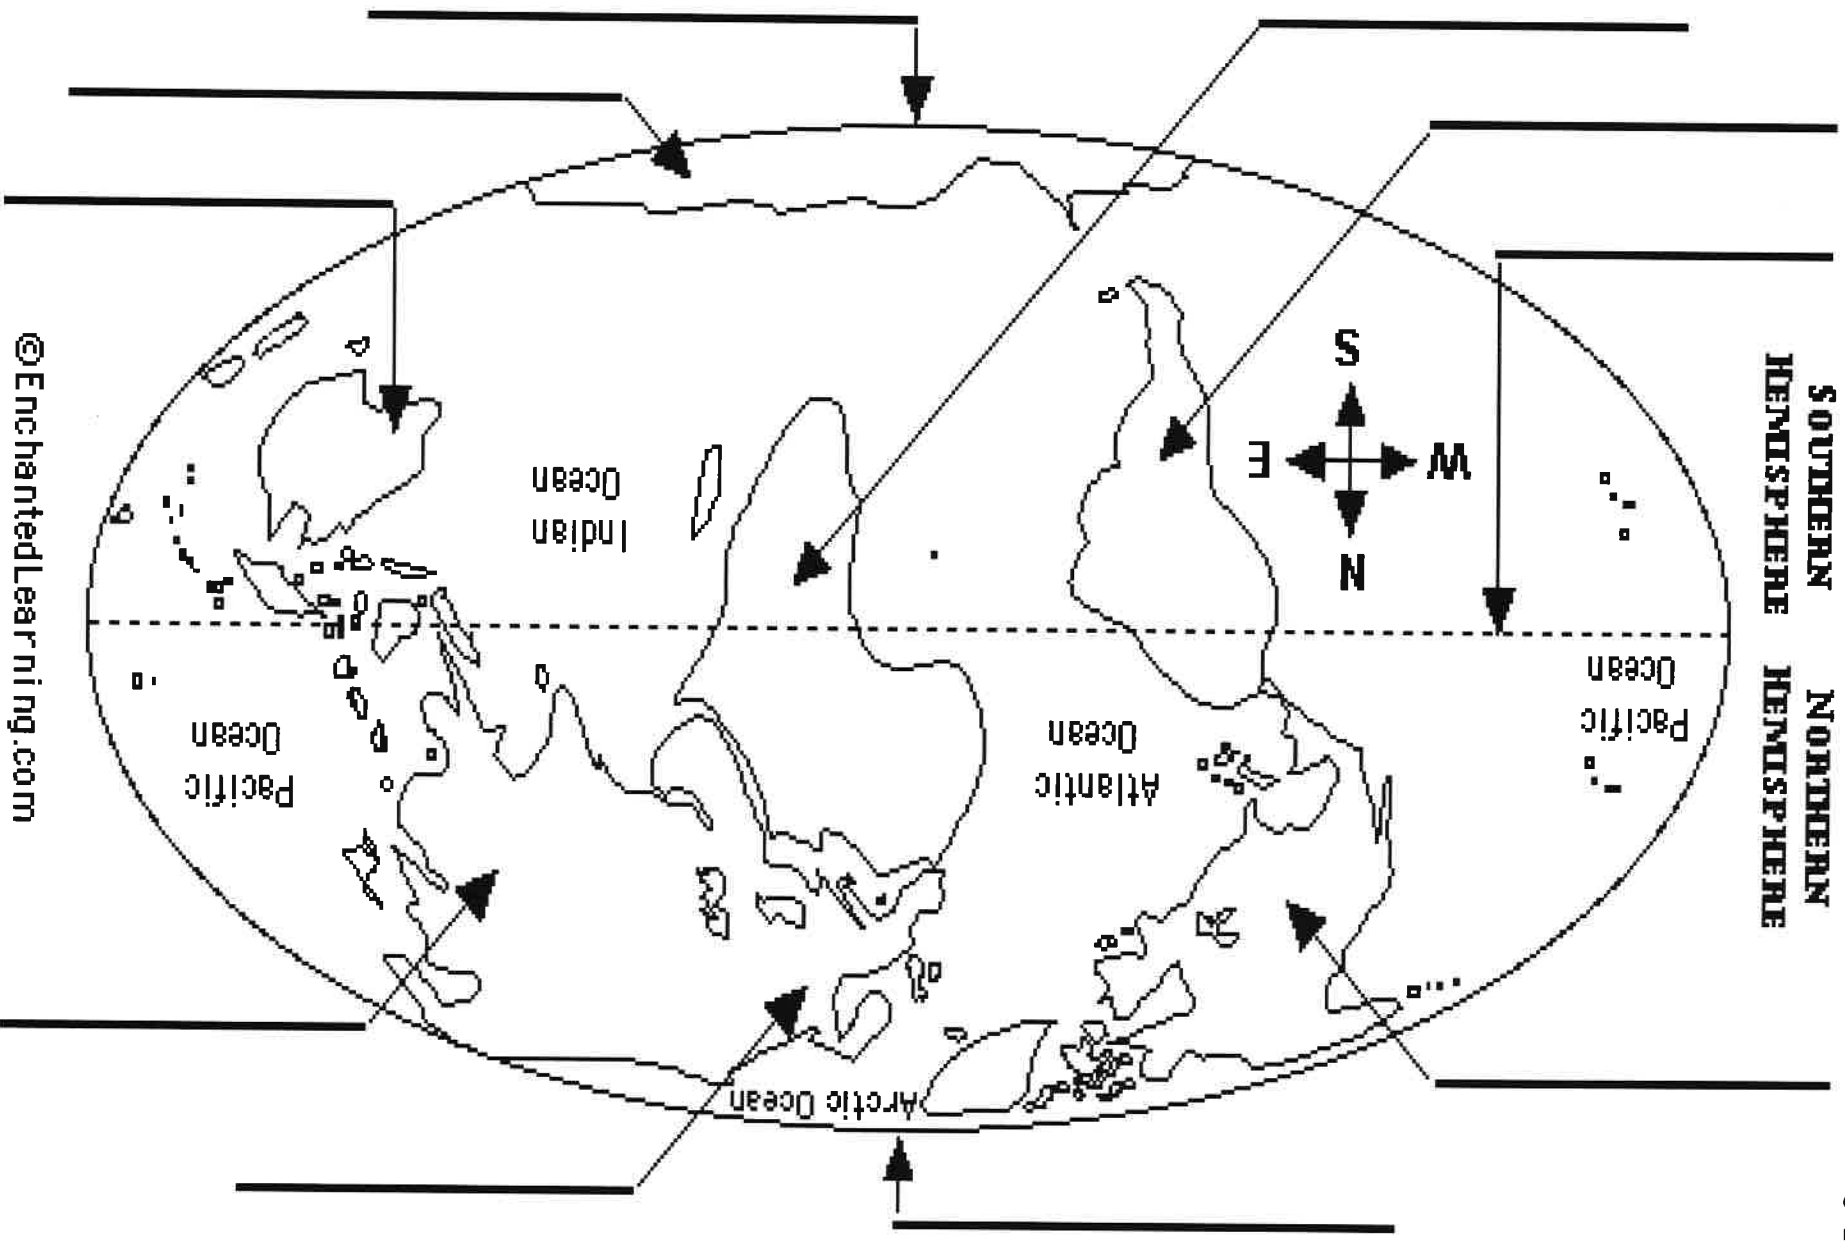 Arctic Ocean
Pacific
Ocean
Atlantic
Ocean
Pacific
Ocean
Indian
Ocean
N
W
E
S
NORTHERN
HEMISPHERE
SOUTHERN
HEMISPHERE
©EnchantedLearning.com